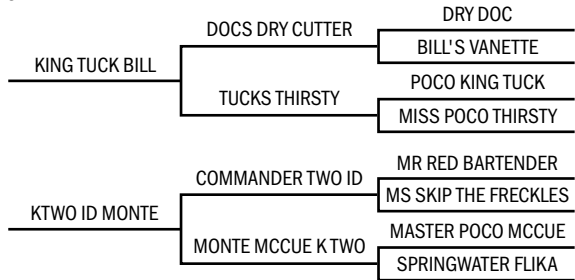 DRY DOC
DOCS DRY CUTTER
BILL'S VANETTE
KING TUCK BILL
POCO KING TUCK
TUCKS THIRSTY
MISS POCO THIRSTY
MR RED BARTENDER
COMMANDER TWO ID
MS SKIP THE FRECKLES
KTWO ID MONTE
MASTER POCO MCCUE
MONTE MCCUE K TWO
SPRINGWATER FLIKA